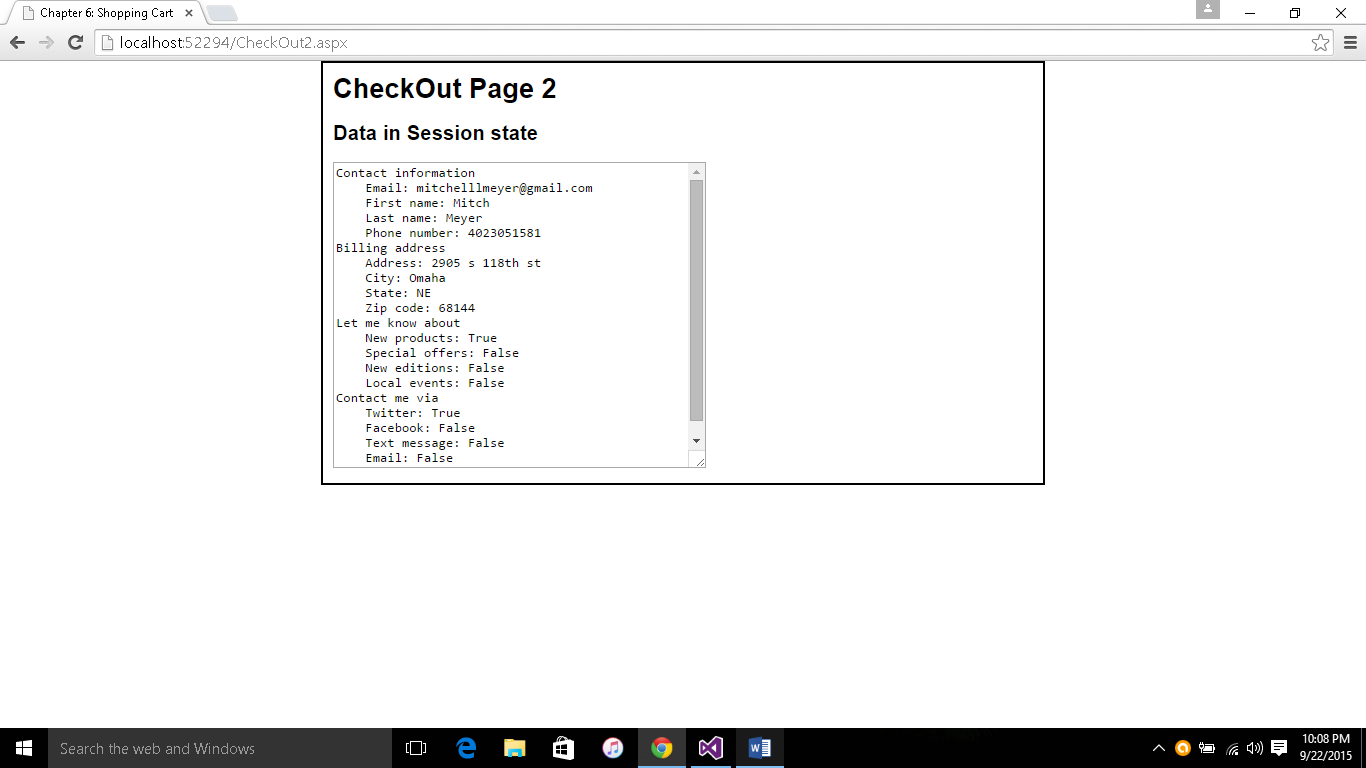 Chapter 6: Shopping Cart
localhost:52294/CheckOut2.aspx
CheckOut Page 2
Data in Session state
Contact information
Email: mitchelllmeyer@gmail.com
First name: Mitch
Last name: Meyer
Phone number: 4023051581
Billing address
Address: 2905 s 118th st
City: Omaha
State: NE
Zip code: 68144
Let me know about
New products: True
Special offers: False
New editions: False
Local events: False
Contact me via
Twitter: True
Facebook: False
Text message: False
Email: False
Search the web and Windows
10:08 PM
9/22/2015